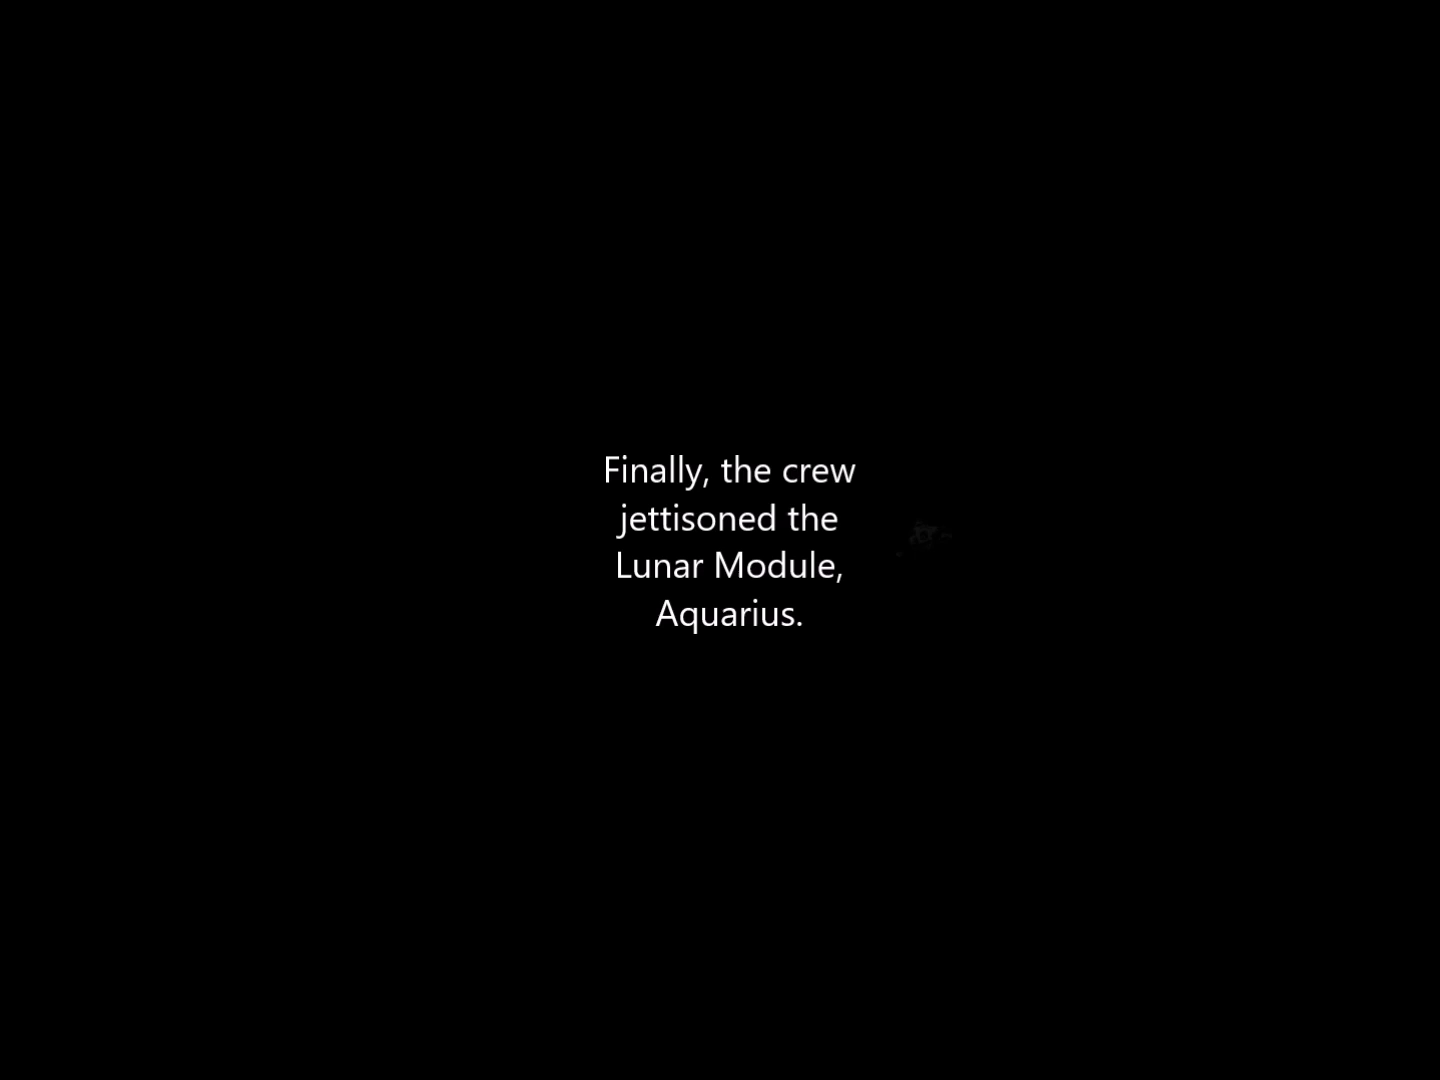 Finally, the crew
jettisoned the
Lunar Module,
Aquarius.